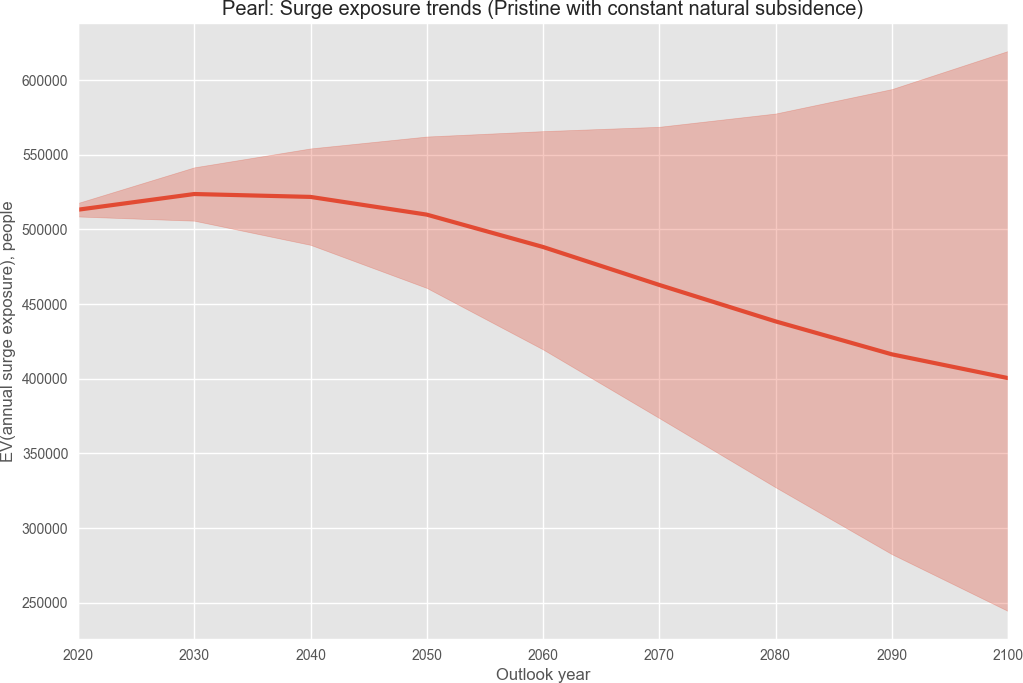 Pearl: Surge exposure trends (Pristine with constant natural subsidence)
600000
550000
500000
450000
400000
350000
300000
250000
EV(annual surge exposure), people
2020 2030 2040 2050 2060 2070 2080 2090 2100
Outlook year